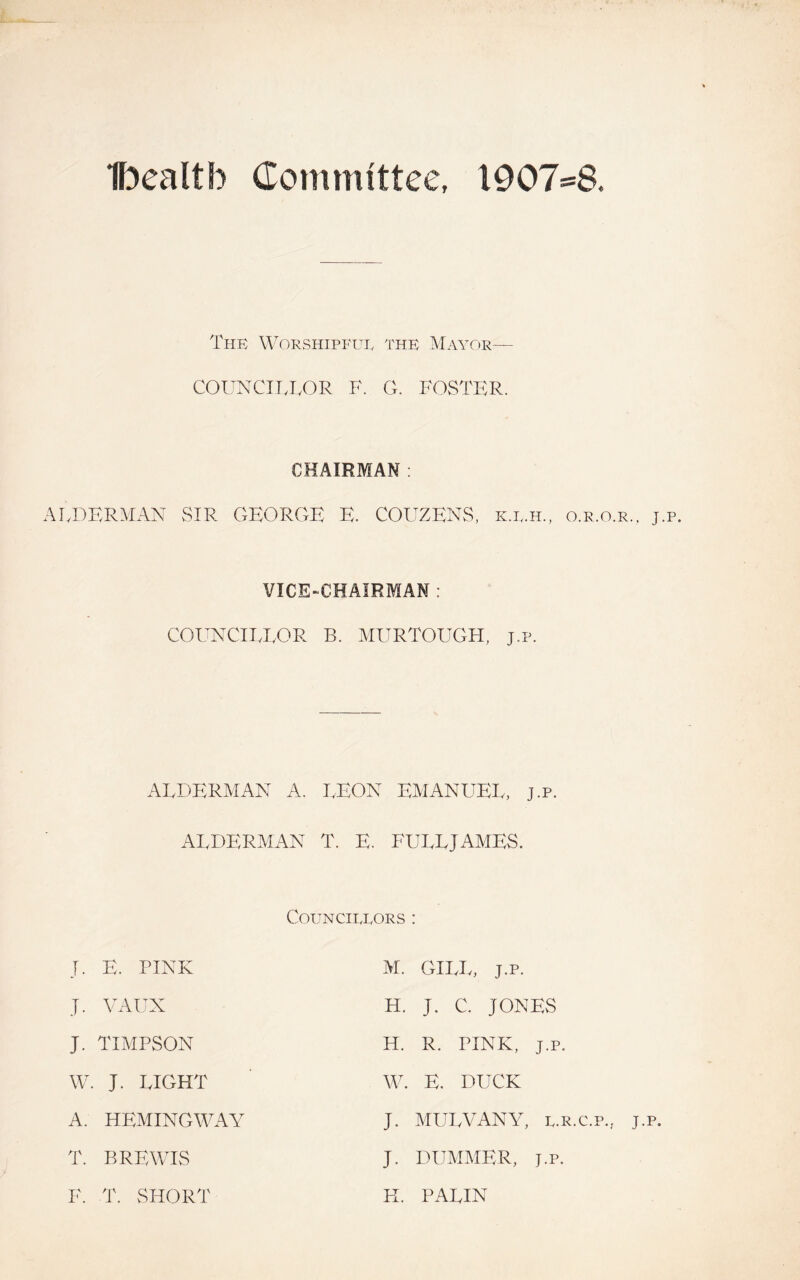 Health Committee, 1907-8.
The Worshipful the Mayor—
COUNCILLOR F. G. FOSTER.
CHAIRMAN :
ALDERMAN SIR GEORGE E. COUZENS, K.L.H., O.R.O.R., J.P.
VICE-CHAIRMAN :
COUNCILLOR B. MURTOUGH, J.P.
ALDERMAN A. LEON EMANUEL, J.P.
ALDERMAN T. E. FULLJAMES.
Councillors :
J. E. PINK
J. VAUX
J. TIMPSON
W. J. LIGHT
A. HEMINGWAY
T. BREWIS
F. T. SHORT
M. GILL, J.P.
H. J. C. JONES
H. R. PINK, J.P.
W. E. DUCK
J. MULVANY, L.R.C.P., J.P.
J. DUMMER, J.P.
H. PALIN